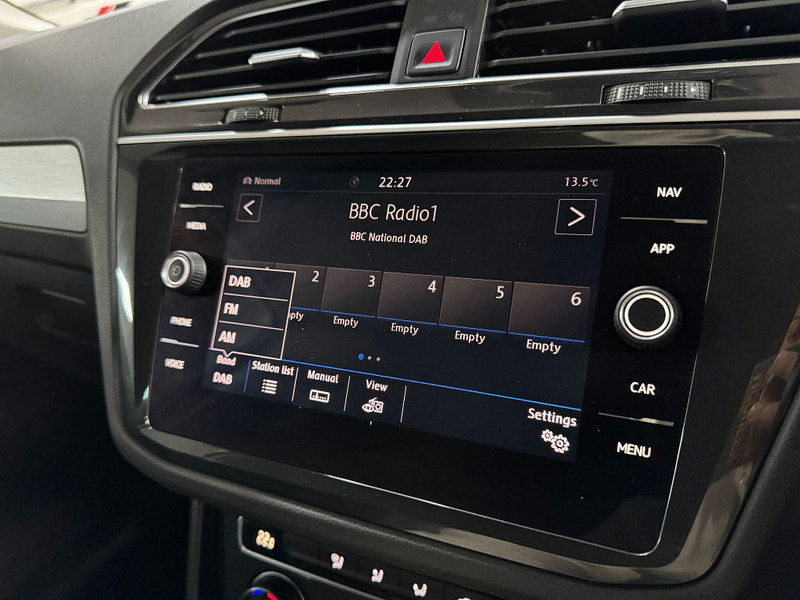 Normal 22:27 13.5°C
RADIO
NAV
BBC Radio1
BBC National DAB
MEDIA
APP
DAB
FM
AM
2 3 4 5 6
Empty Empty Empty Empty
PHONE
VOICE
Band
DAB
Station list
Manual
View
Settings
CAR
MENU